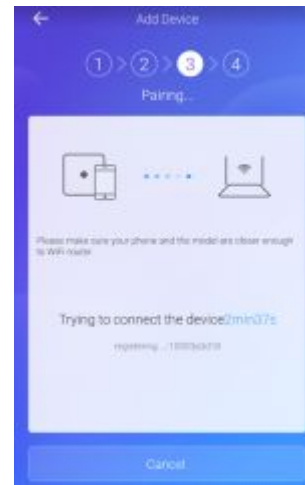 Add Device
1 > 2 > 3 > 4
Pairing...
Please make sure your phone and the model are closer enough
to WiFi router
Trying to connect the device2min37s
registering...
Cancel